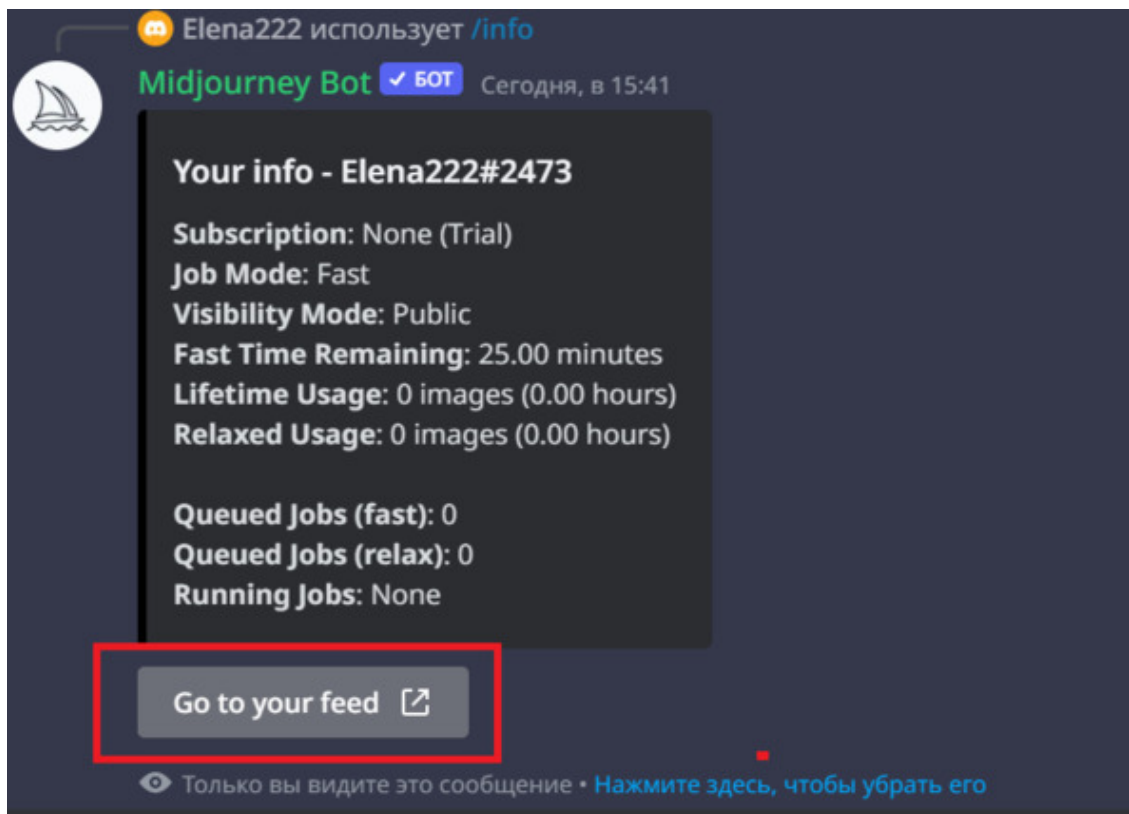 Elena222 использует /info
Midjourney Bot ✓ БОТ Сегодня, в 15:41
Your info - Elena222#2473
Subscription: None (Trial)
Job Mode: Fast
Visibility Mode: Public
Fast Time Remaining: 25.00 minutes
Lifetime Usage: 0 images (0.00 hours)
Relaxed Usage: 0 images (0.00 hours)
Queued Jobs (fast): 0
Queued Jobs (relax): 0
Running Jobs: None
Go to your feed
Только вы видите это сообщение • Нажмите здесь, чтобы убрать его